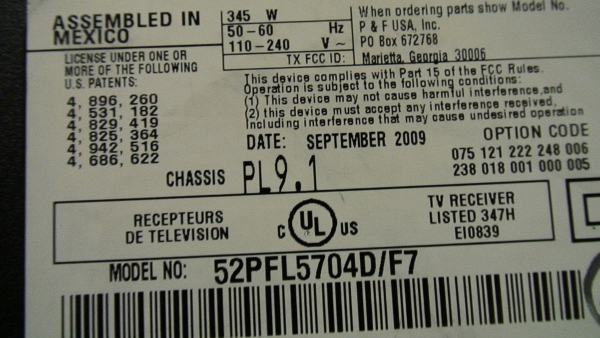 ASSEMBLED IN
MEXICO
LICENSE UNDER ONE OR
MORE OF THE FOLLOWING
U.S. PATENTS:
4, 896, 260
4, 531, 182
4, 829, 419
4, 825, 364
4, 942, 516
4, 686, 622
345 W
50-60 Hz
110-240 V ~
TX FCC ID:
When ordering parts show Model No.
P & F USA, Inc.
PO Box 672768
Marietta, Georgia 30006
This device complies with Part 15 of the FCC Rules.
Operation is subject to the following conditions:
(1) This device may not cause harmful interference,and
(2) this device must accept any interference received,
Including interference that may cause undesired operation
DATE: SEPTEMBER 2009
OPTION CODE
075 121 222 248 006
238 018 001 000 005
CHASSIS PL9.1
RECEPTEURS
DE TELEVISION
C UL US
TV RECEIVER
LISTED 347H
EI0839
MODEL NO: 52PFL5704D/F7